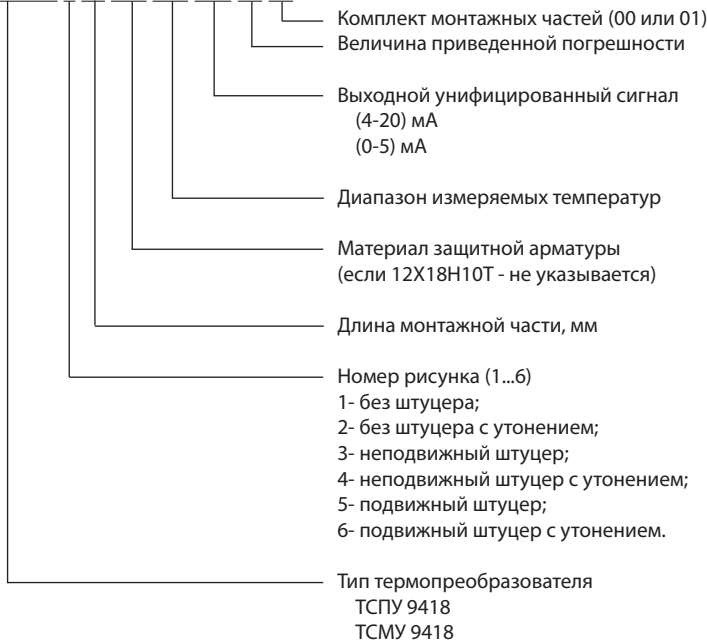 Комплект монтажных частей (00 или 01)
Величина приведенной погрешности
Выходной унифицированный сигнал
(4-20) мА
(0-5) мА
Диапазон измеряемых температур
Материал защитной арматуры
(если 12Х18Н10Т - не указывается)
Длина монтажной части, мм
Номер рисунка (1...6)
1- без штуцера;
2- без штуцера с утонением;
3- неподвижный штуцер;
4- неподвижный штуцер с утонением;
5- подвижный штуцер;
6- подвижный штуцер с утонением.
Тип термопреобразователя
ТСПУ 9418
ТСМУ 9418